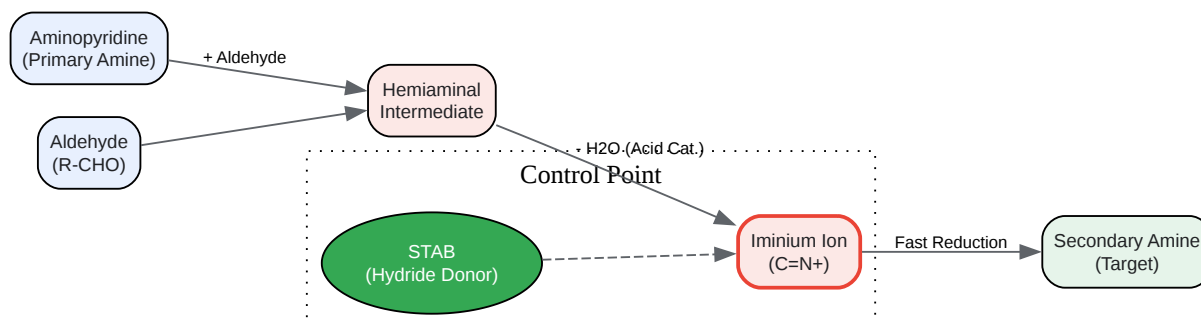 Aminopyridine
(Primary Amine)
+ Aldehyde
Hemiaminal
Intermediate
Aldehyde
(R-CHO)
- H2O (Acid Cat.)
Control Point
STAB
(Hydride Donor)
Iminium Ion
(C=N+)
Fast Reduction
Secondary Amine
(Target)